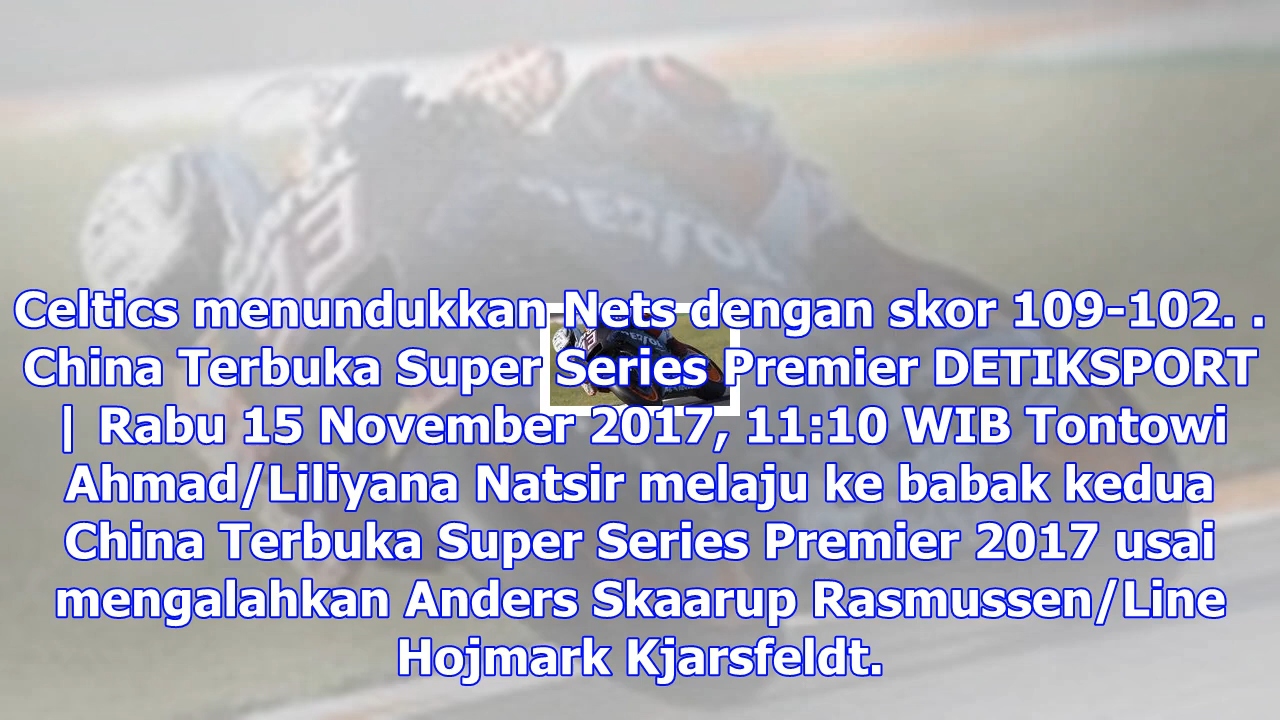 Celtics menundukkan Nets dengan skor 109-102. .
China Terbuka Super Series Premier DETIKSPORT
| Rabu 15 November 2017, 11:10 WIB Tontowi
Ahmad/Liliyana Natsir melaju ke babak kedua
China Terbuka Super Series Premier 2017 usai
mengalahkan Anders Skaarup Rasmussen/Line
Hojmark Kjarsfeldt.